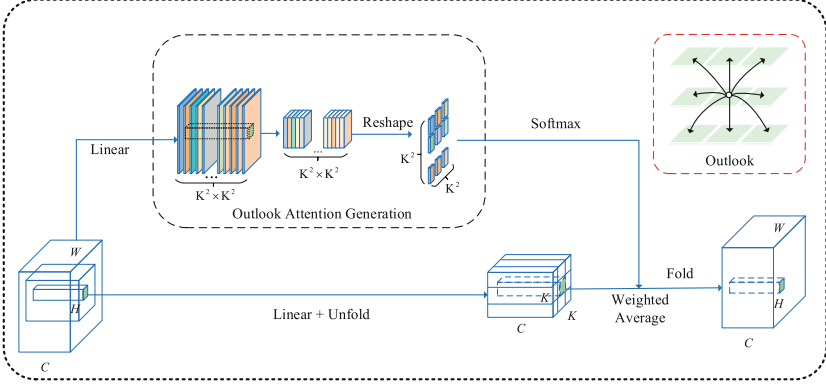 Linear
...
K² × K²
...
K² × K²
Reshape
K²
K²
Outlook Attention Generation
Softmax
Outlook
W
H
C
Linear + Unfold
K
C
K
Weighted
Average
Fold
W
H
C